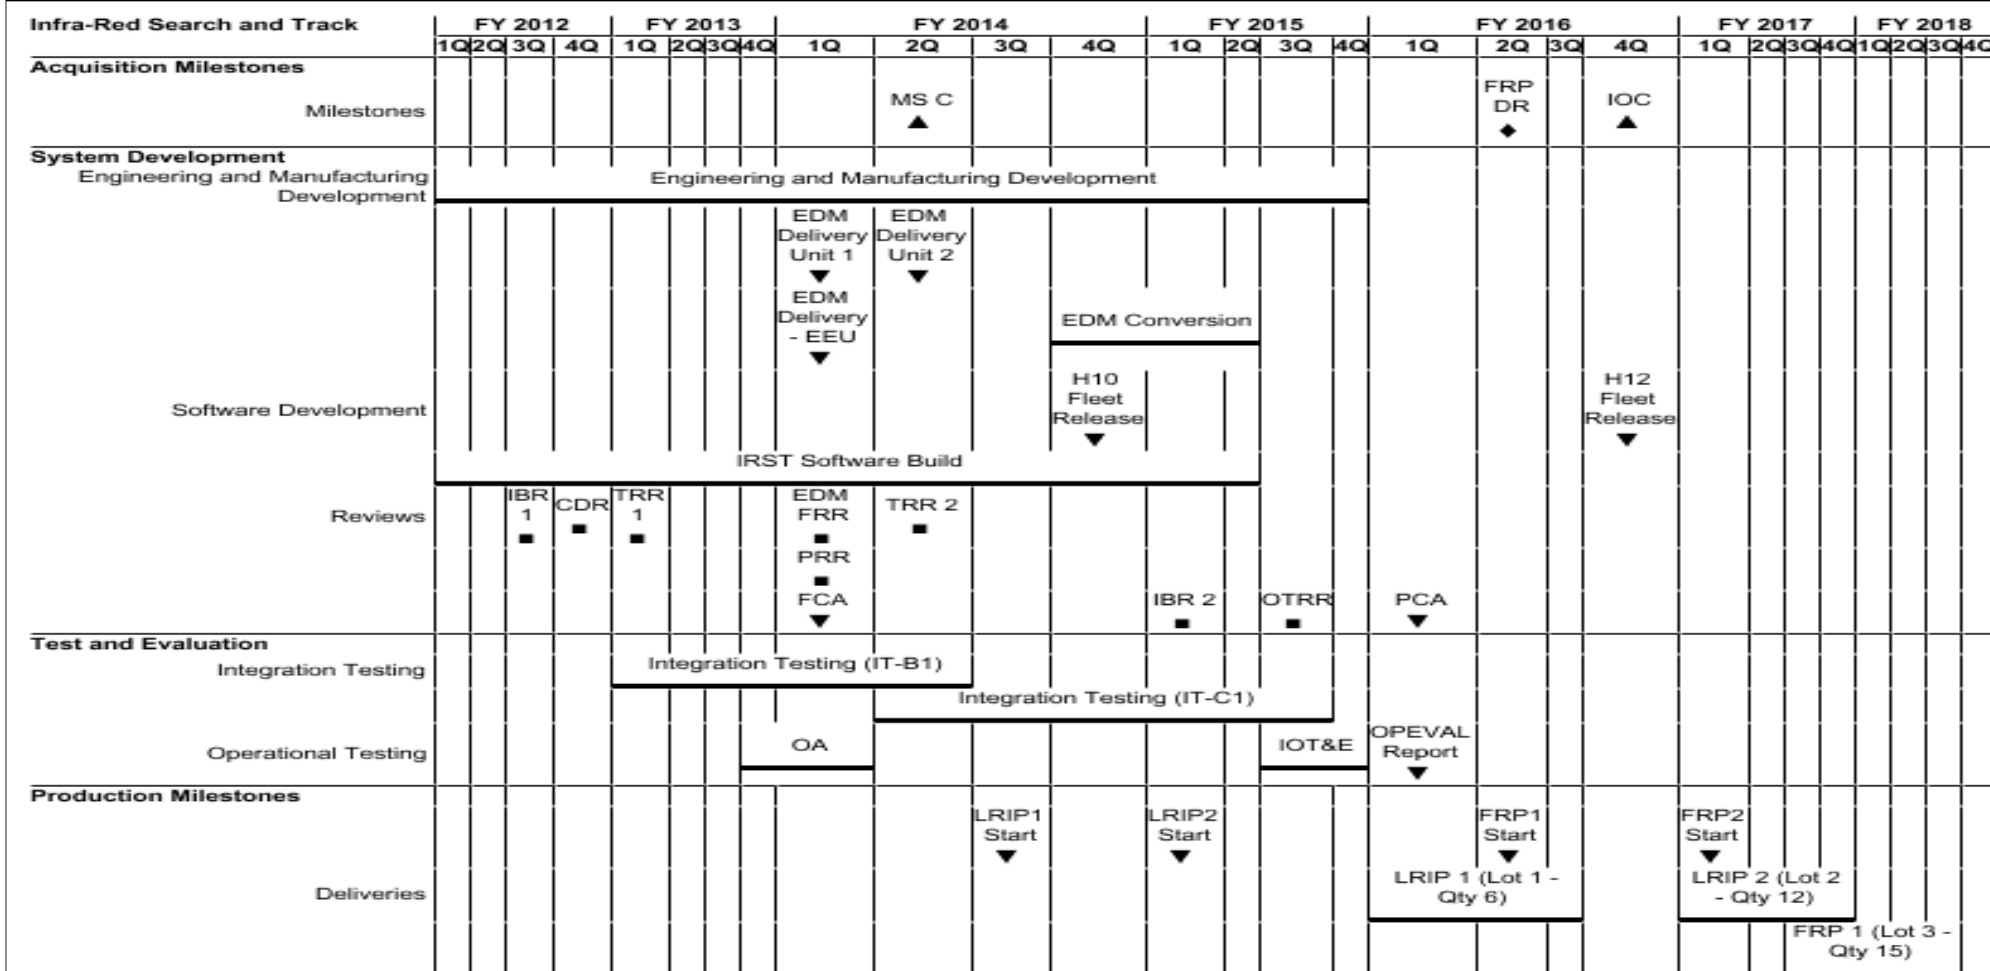 Infra-Red Search and Track FY 2012 FY 2013 FY 2014 FY 2015 FY 2016 FY 2017 FY 2018
1Q 2Q 3Q 4Q 1Q 2Q 3Q 4Q 1Q 2Q 3Q 4Q 1Q 2Q 3Q 4Q 1Q 2Q 3Q 4Q 1Q 2Q 3Q 4Q 1Q 2Q 3Q 4Q
Acquisition Milestones
Milestones
MS C
FRP
DR
IOC
System Development
Engineering and Manufacturing
Development
Engineering and Manufacturing Development
EDM
Delivery
Unit 1
EDM
Delivery
Unit 2
EDM
Delivery
- EEU
EDM Conversion
Software Development
H10
Fleet
Release
H12
Fleet
Release
IRST Software Build
Reviews
IBR
1
CDR
TRR
1
EDM
FRR
TRR 2
PRR
FCA
IBR 2
OTRR
PCA
Test and Evaluation
Integration Testing
Integration Testing (IT-B1)
Integration Testing (IT-C1)
Operational Testing
OA
IOT&E
OPEVAL
Report
Production Milestones
LRIP1
Start
LRIP2
Start
FRP1
Start
FRP2
Start
Deliveries
LRIP 1 (Lot 1 -
Qty 6)
LRIP 2 (Lot 2
- Qty 12)
FRP 1 (Lot 3 -
Qty 15)